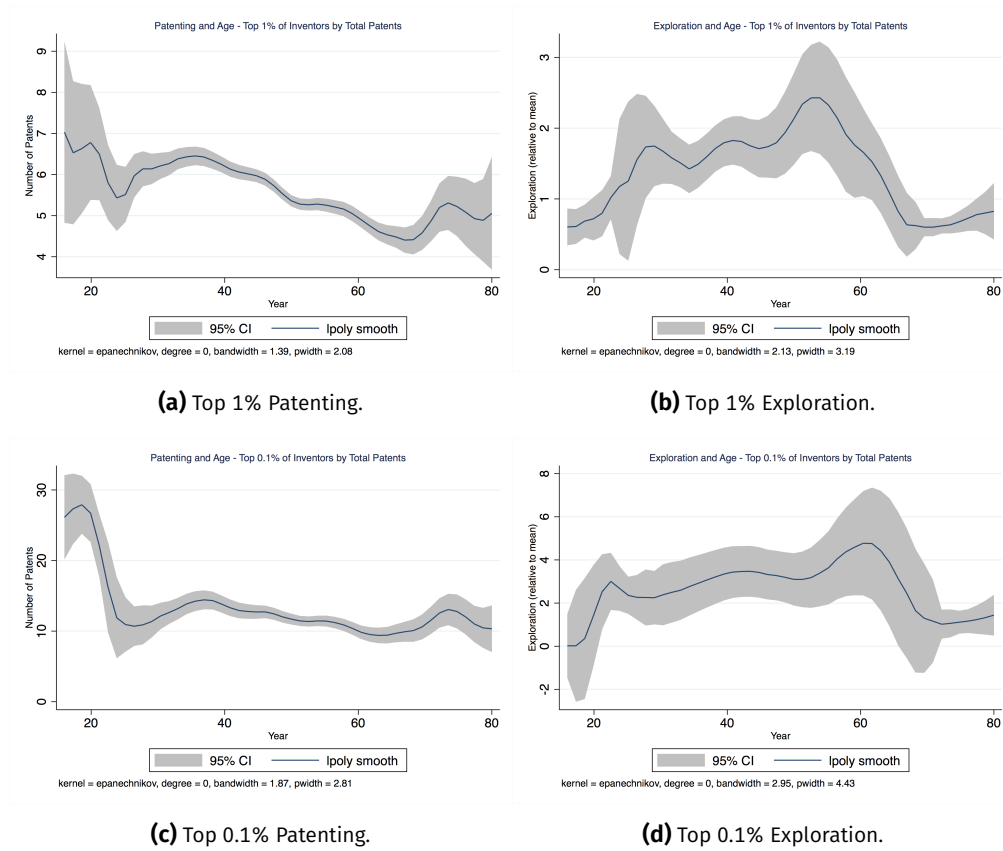 Patenting and Age - Top 1% of Inventors by Total Patents
Number of Patents
9
8
7
6
5
4
20 40 60 80
Year
95% CI lpoly smooth
kernel = epanechnikov, degree = 0, bandwidth = 1.39, pwidth = 2.08
(a) Top 1% Patenting.
Exploration and Age - Top 1% of Inventors by Total Patents
Exploration (relative to mean)
3
2
1
0
20 40 60 80
Year
95% CI lpoly smooth
kernel = epanechnikov, degree = 0, bandwidth = 2.13, pwidth = 3.19
(b) Top 1% Exploration.
Patenting and Age - Top 0.1% of Inventors by Total Patents
Number of Patents
30
20
10
0
20 40 60 80
Year
95% CI lpoly smooth
kernel = epanechnikov, degree = 0, bandwidth = 1.87, pwidth = 2.81
(c) Top 0.1% Patenting.
Exploration and Age - Top 0.1% of Inventors by Total Patents
Exploration (relative to mean)
8
6
4
2
0
-2
20 40 60 80
Year
95% CI lpoly smooth
kernel = epanechnikov, degree = 0, bandwidth = 2.95, pwidth = 4.43
(d) Top 0.1% Exploration.